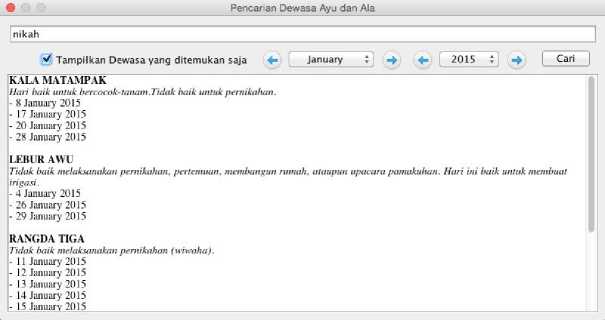 Pencarian Dewasa Ayu dan Ala
nikah
Tampilkan Dewasa yang ditemukan saja January 2015 Cari
KALA MATAMPAK
Hari baik untuk bercocok-tanam.Tidak baik untuk pernikahan.
- 8 January 2015
- 17 January 2015
- 20 January 2015
- 28 January 2015
LEBUR AWU
Tidak baik melaksanakan pernikahan, pertemuan, membangun rumah, ataupun upacara pamakuhan. Hari ini baik untuk membuat
irigasi.
- 4 January 2015
- 26 January 2015
- 29 January 2015
RANGDA TIGA
Tidak baik melaksanakan pernikahan (wiwaha).
- 11 January 2015
- 12 January 2015
- 13 January 2015
- 14 January 2015
- 15 January 2015